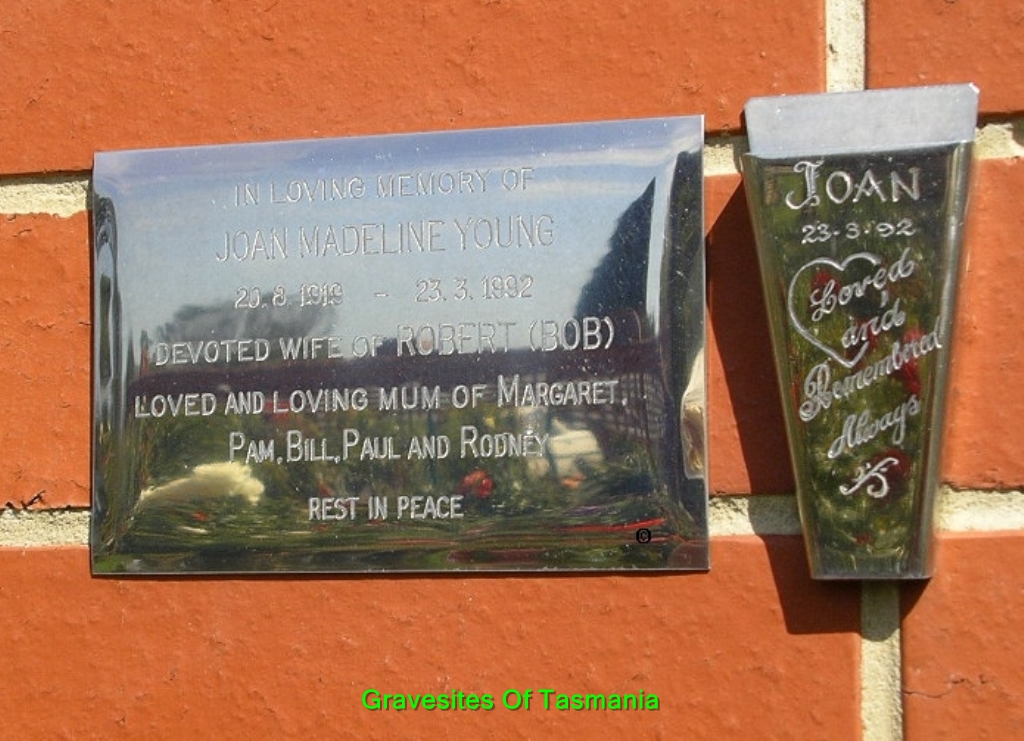 IN LOVING MEMORY OF
JOAN MADELINE YOUNG
20.8.1919 - 23.3.1992
DEVOTED WIFE OF ROBERT (BOB)
LOVED AND LOVING MUM OF MARGARET,
PAM, BILL, PAUL AND RODNEY
REST IN PEACE
©
JOAN
23-3-92
Loved
and
Remembered
Always
Gravesites Of Tasmania